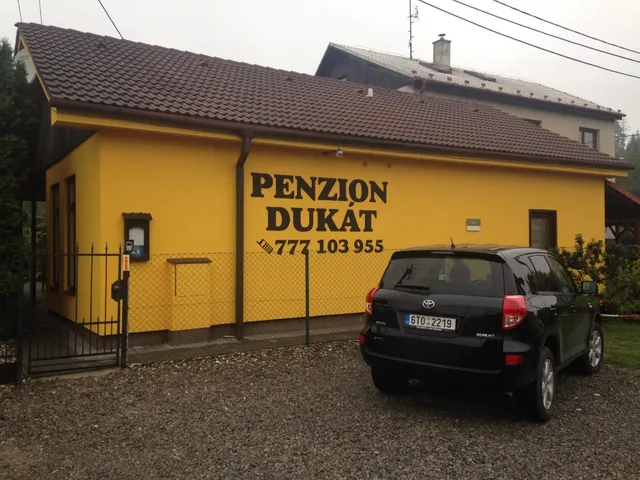 PENZION
DUKÁT
777 103 955
6T0 2219